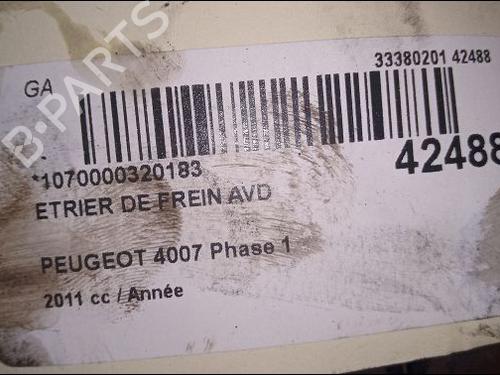 GA
33380201 42488
*1070000320183
42488
ETRIER DE FREIN AVD
PEUGEOT 4007 Phase 1
2011 cc / Année
B-PARTS